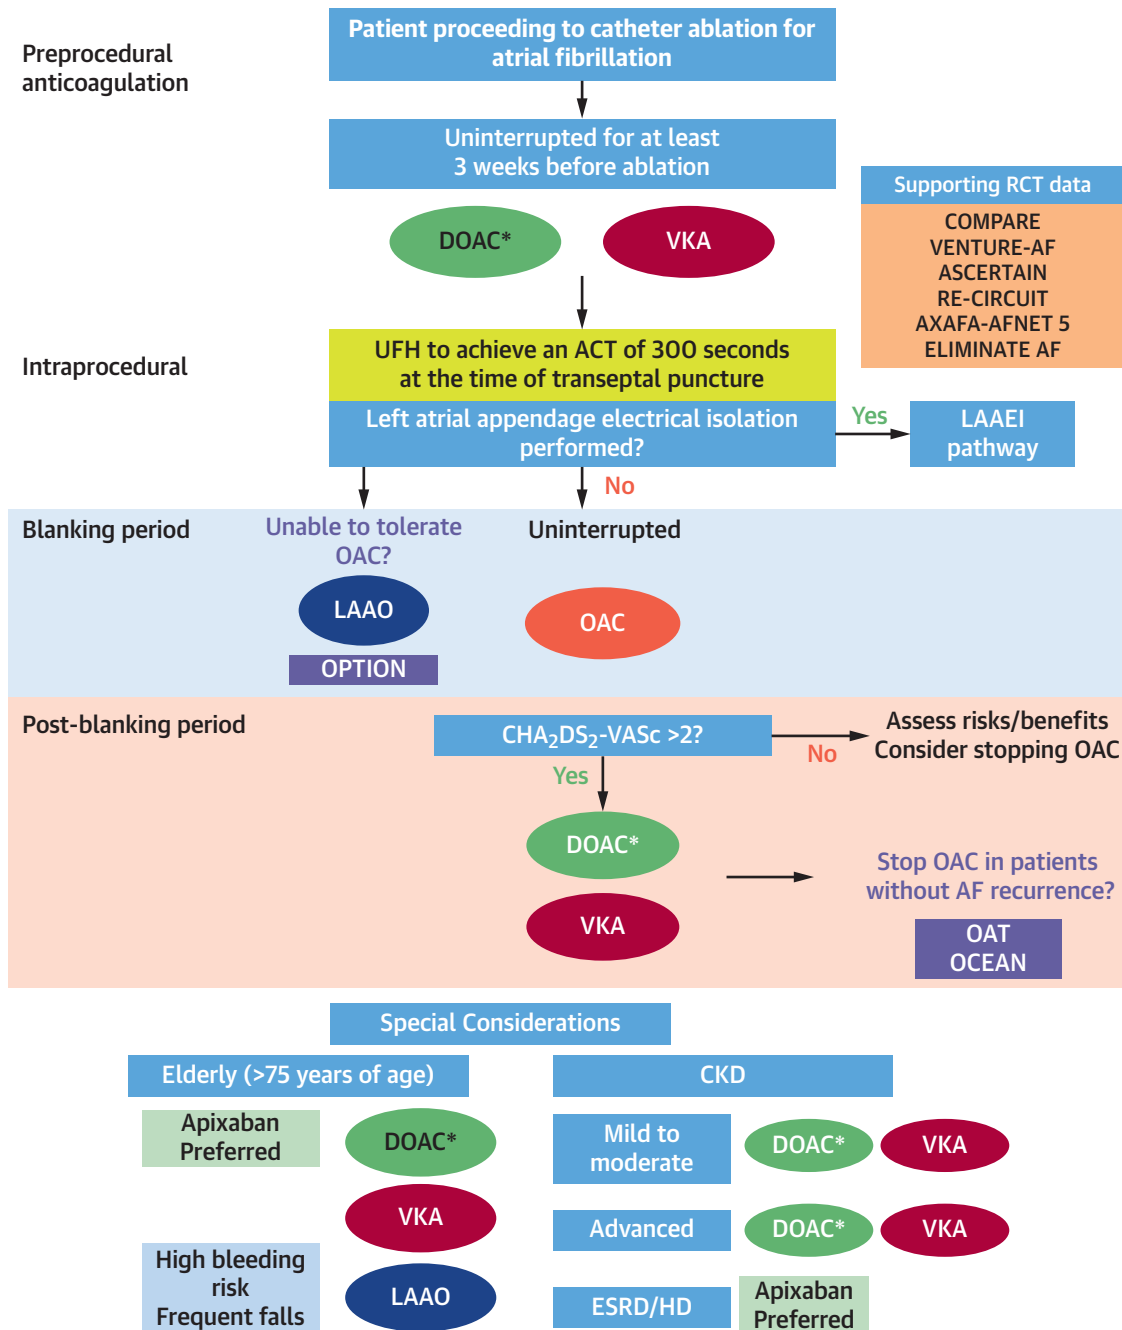 Preprocedural
anticoagulation
Patient proceeding to catheter ablation for
atrial fibrillation
Uninterrupted for at least
3 weeks before ablation
DOAC*
VKA
Supporting RCT data
COMPARE
VENTURE-AF
ASCERTAIN
RE-CIRCUIT
AXAFA-AFNET 5
ELIMINATE AF
Intraprocedural
UFH to achieve an ACT of 300 seconds
at the time of transeptal puncture
Left atrial appendage electrical isolation
performed?
Yes
LAAEI
pathway
No
Blanking period
Unable to tolerate
OAC?
LAAO
OPTION
Uninterrupted
OAC
Post-blanking period
CHA₂DS₂-VASc >2?
No
Assess risks/benefits
Consider stopping OAC
Yes
DOAC*
VKA
Stop OAC in patients
without AF recurrence?
OAT
OCEAN
Special Considerations
Elderly (>75 years of age)
Apixaban
Preferred
DOAC*
VKA
High bleeding
risk
Frequent falls
LAAO
CKD
Mild to
moderate
DOAC*
VKA
Advanced
DOAC*
VKA
ESRD/HD
Apixaban
Preferred